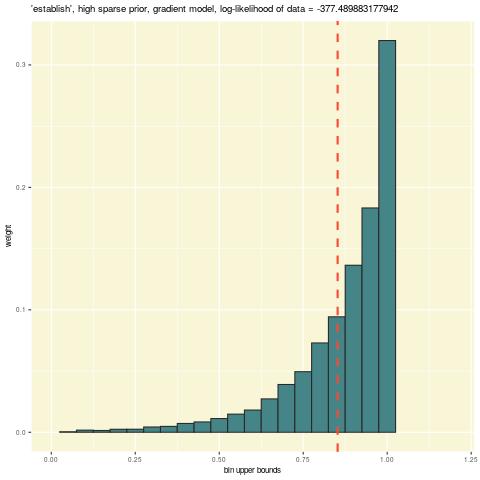 'establish', high sparse prior, gradient model, log-likelihood of data = -377.489883177942
weight
0.3
0.2
0.1
0.0
0.00 0.25 0.50 0.75 1.00 1.25
bin upper bounds